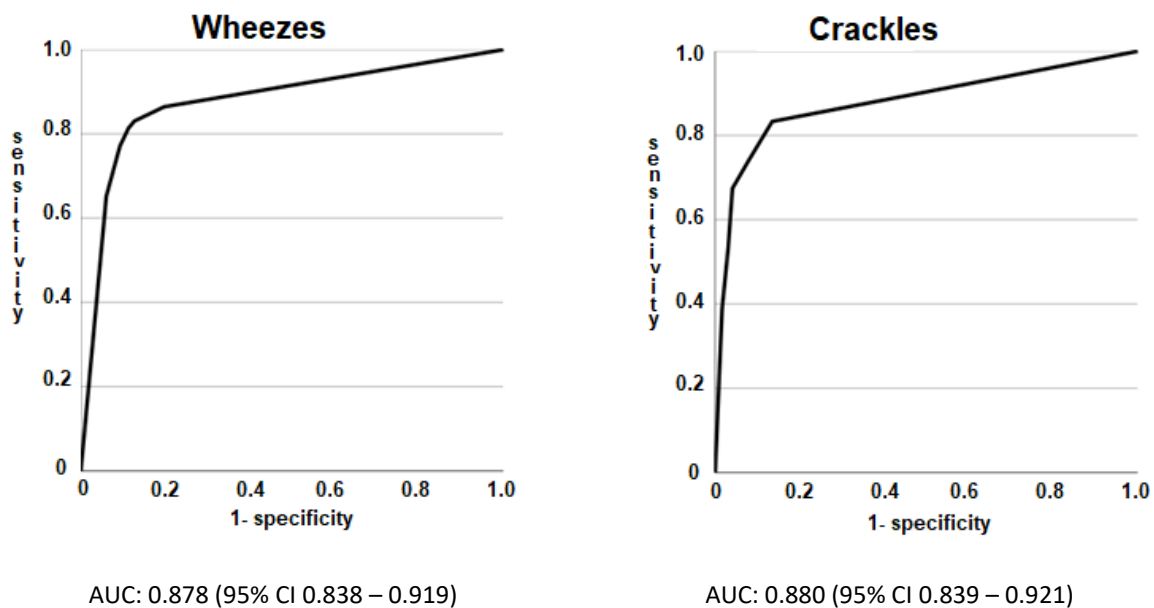 Wheezes
1.0
0.8
0.6
0.4
0.2
0
sensitivity
0 0.2 0.4 0.6 0.8 1.0
1- specificity
AUC: 0.878 (95% CI 0.838 – 0.919)
Crackles
1.0
0.8
0.6
0.4
0.2
0
sensitivity
0 0.2 0.4 0.6 0.8 1.0
1- specificity
AUC: 0.880 (95% CI 0.839 – 0.921)